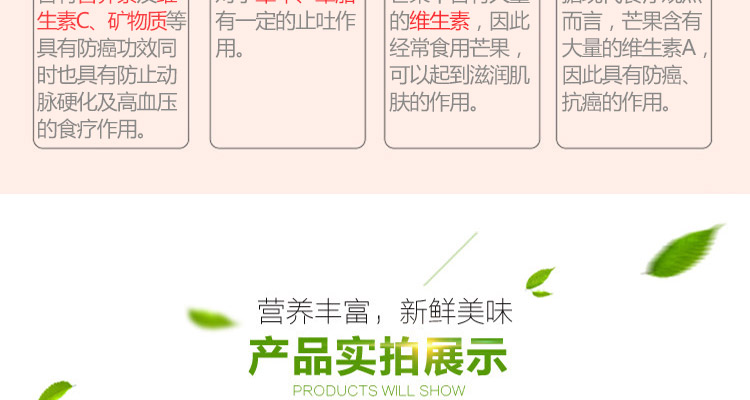 生素C、矿物质等
具有防癌功效同
时也具有防止动
脉硬化及高血压
的食疗作用。
有一定的止吐作
用。
的维生素，因此
经常食用芒果，
可以起到滋润肌
肤的作用。
而言，芒果含有
大量的维生素A，
因此具有防癌、
抗癌的作用。
营养丰富，新鲜美味
产品实拍展示
PRODUCTS WILL SHOW